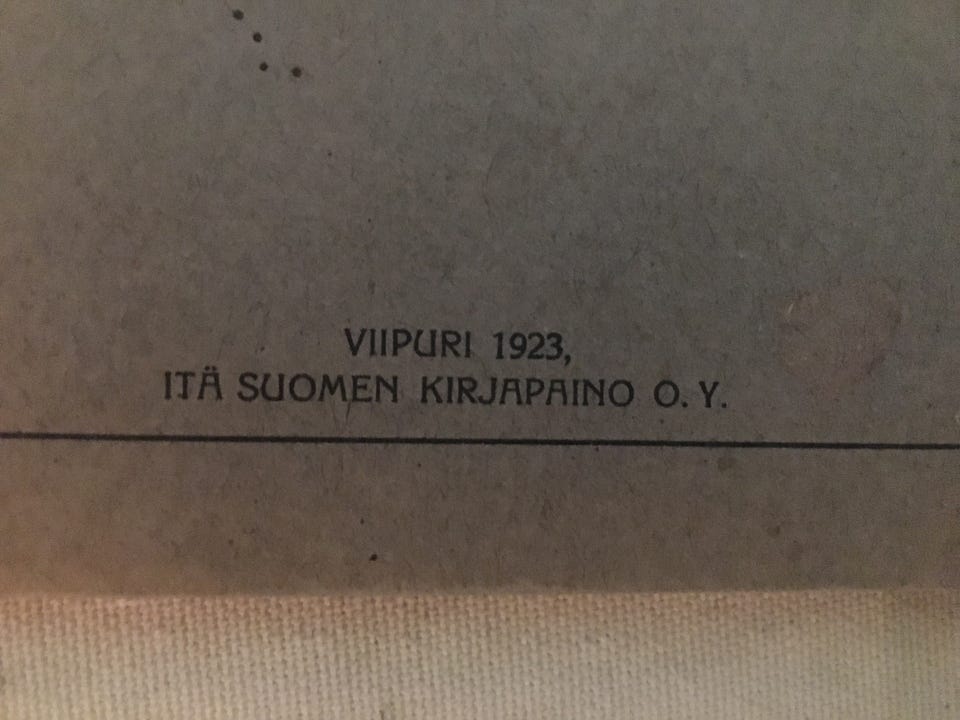 VIIPURI 1923,
ITÄ SUOMEN KIRJAPAINO O. Y.